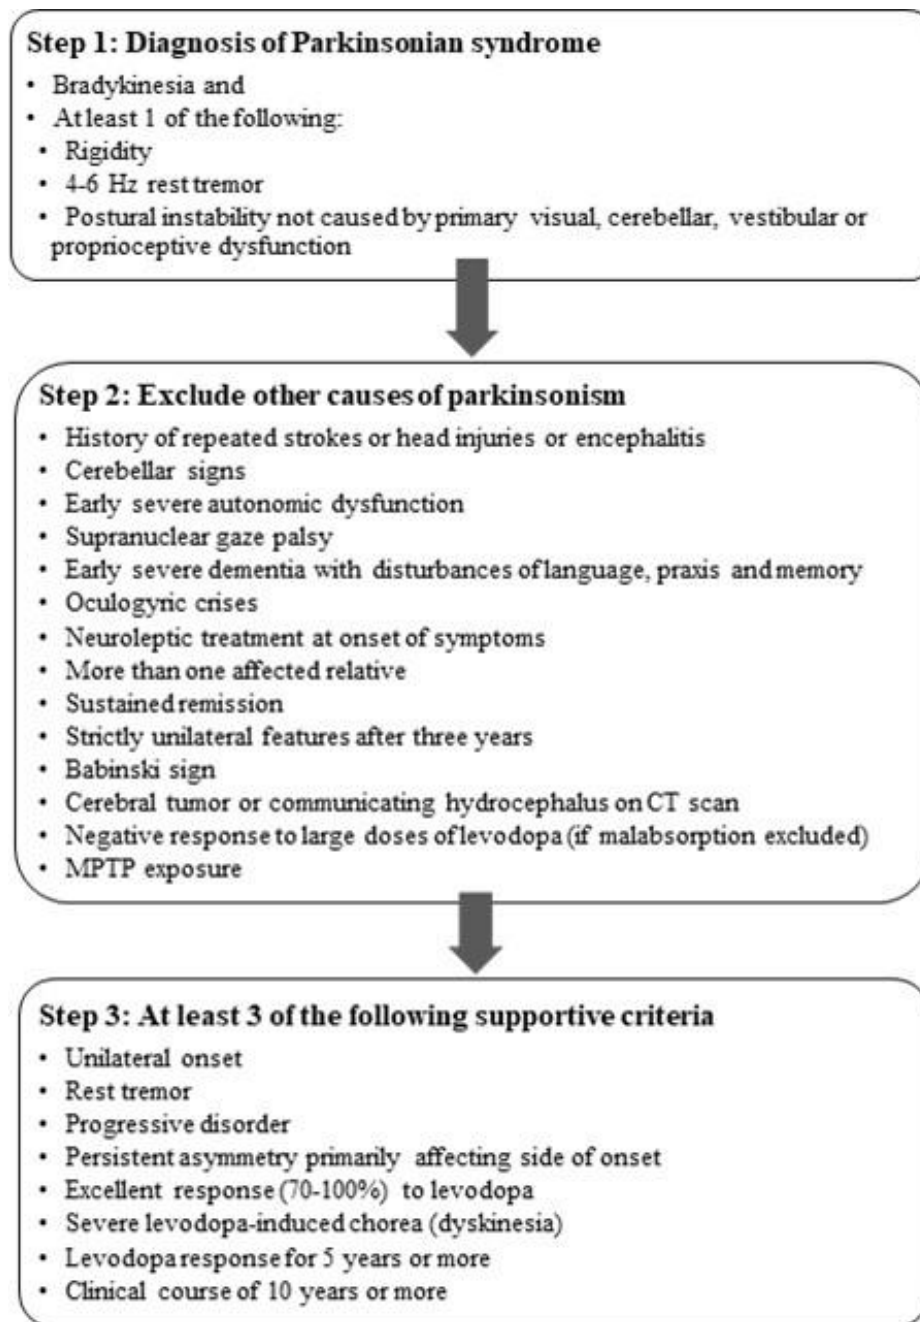 Step 1: Diagnosis of Parkinsonian syndrome
• Bradykinesia and
• At least 1 of the following:
• Rigidity
• 4-6 Hz rest tremor
• Postural instability not caused by primary visual, cerebellar, vestibular or
proprioceptive dysfunction
Step 2: Exclude other causes of parkinsonism
• History of repeated strokes or head injuries or encephalitis
• Cerebellar signs
• Early severe autonomic dysfunction
• Supranuclear gaze palsy
• Early severe dementia with disturbances of language, praxis and memory
• Oculogyric crises
• Neuroleptic treatment at onset of symptoms
• More than one affected relative
• Sustained remission
• Strictly unilateral features after three years
• Babinski sign
• Cerebral tumor or communicating hydrocephalus on CT scan
• Negative response to large doses of levodopa (if malabsorption excluded)
• MPTP exposure
Step 3: At least 3 of the following supportive criteria
• Unilateral onset
• Rest tremor
• Progressive disorder
• Persistent asymmetry primarily affecting side of onset
• Excellent response (70-100%) to levodopa
• Severe levodopa-induced chorea (dyskinesia)
• Levodopa response for 5 years or more
• Clinical course of 10 years or more